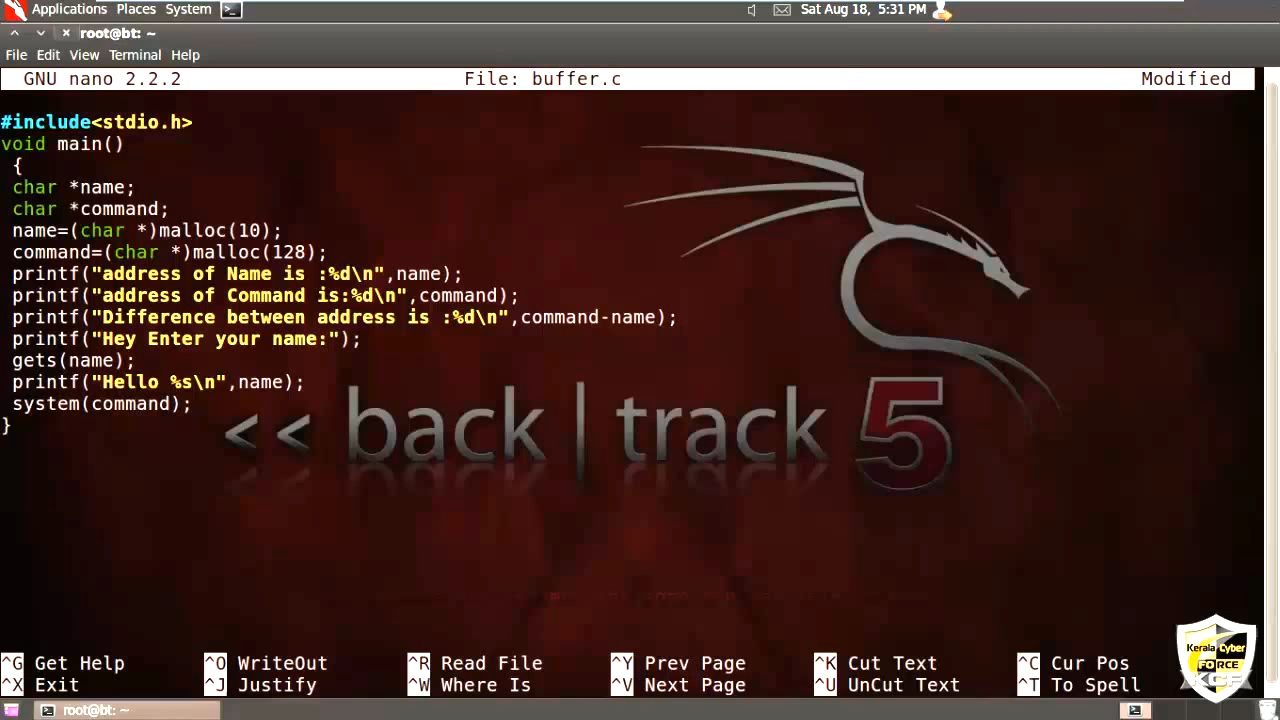 Applications Places System
Sat Aug 18, 5:31 PM
root@bt: ~
File Edit View Terminal Help
GNU nano 2.2.2 File: buffer.c Modified
#include<stdio.h>
void main()
{
char *name;
char *command;
name=(char *)malloc(10);
command=(char *)malloc(128);
printf("address of Name is :%d\n",name);
printf("address of Command is:%d\n",command);
printf("Difference between address is :%d\n",command-name);
printf("Hey Enter your name:");
gets(name);
printf("Hello %s\n",name);
system(command);
}
<< back | track 5
^G Get Help ^O WriteOut ^R Read File ^Y Prev Page ^K Cut Text ^C Cur Pos
^X Exit ^J Justify ^W Where Is ^V Next Page ^U UnCut Text ^T To Spell
Kerala Cyber
FORCE
KCF
root@bt: ~